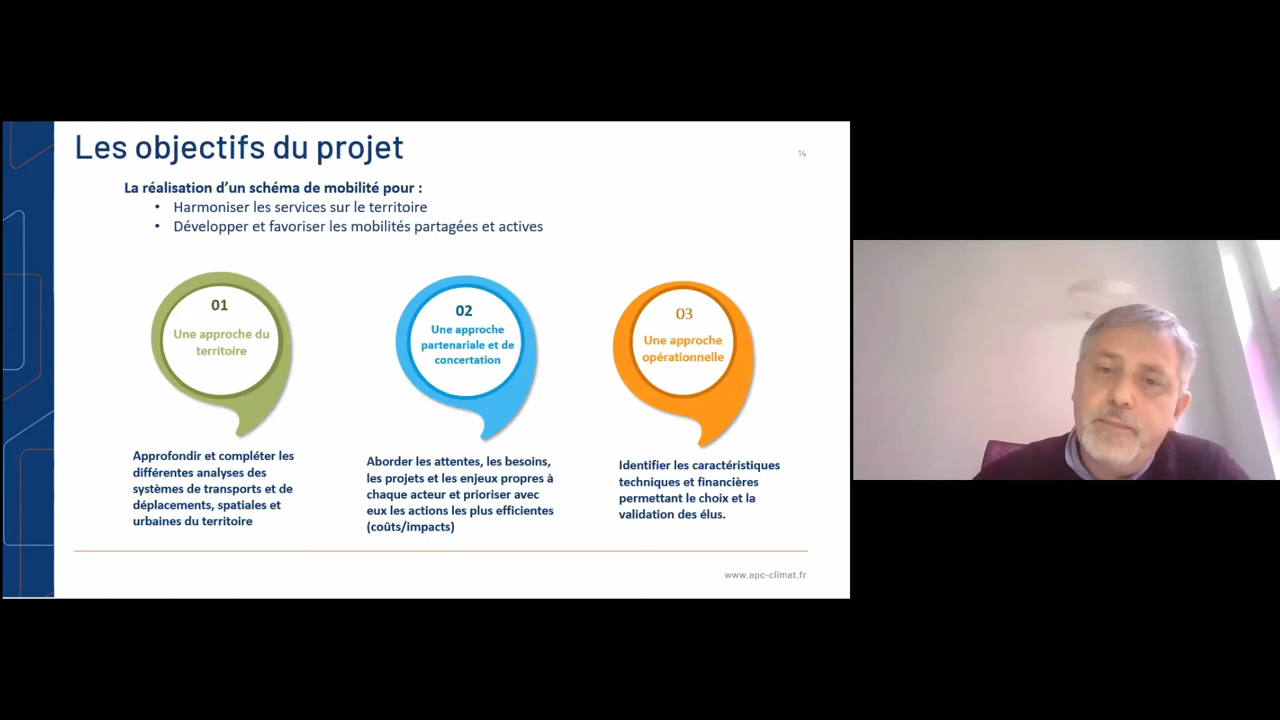 Les objectifs du projet
14
La réalisation d'un schéma de mobilité pour :
• Harmoniser les services sur le territoire
• Développer et favoriser les mobilités partagées et actives
01
Une approche du
territoire
02
Une approche
partenariale et de
concertation
03
Une approche
opérationnelle
Approfondir et compléter les
différentes analyses des
systèmes de transports et de
déplacements, spatiales et
urbaines du territoire
Aborder les attentes, les besoins,
les projets et les enjeux propres à
chaque acteur et prioriser avec
eux les actions les plus efficientes
(coûts/impacts)
Identifier les caractéristiques
techniques et financières
permettant le choix et la
validation des élus.
www.apc-climat.fr